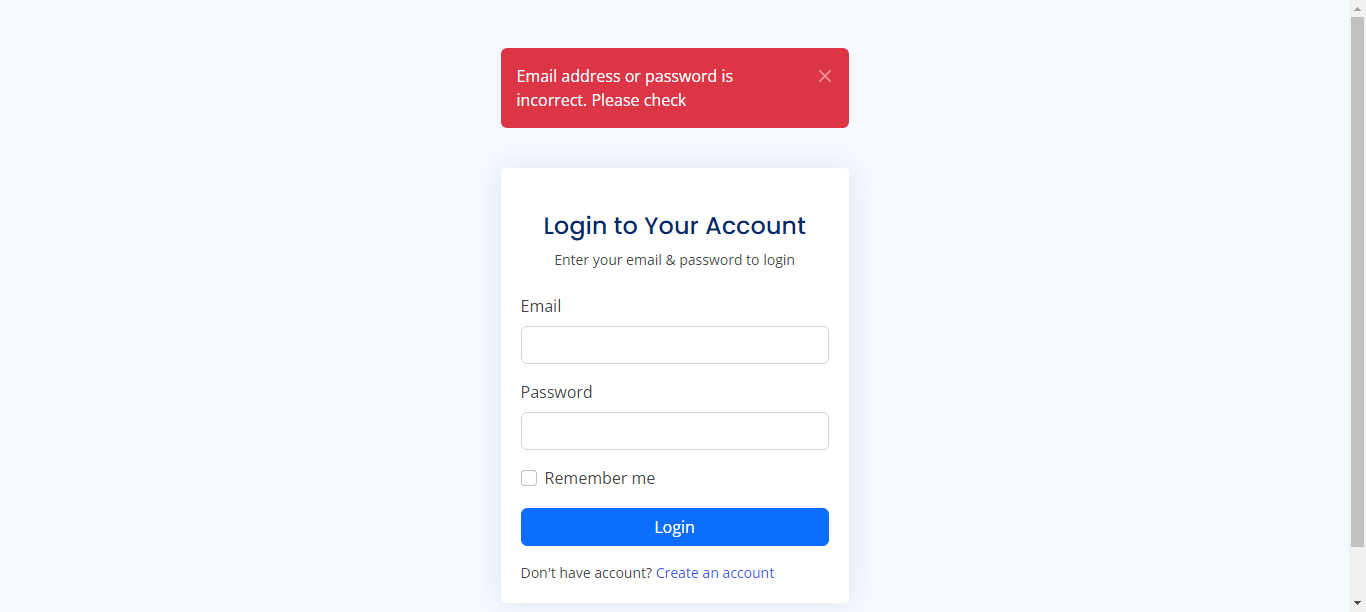 Email address or password is
incorrect. Please check
Login to Your Account
Enter your email & password to login
Email
Password
Remember me
Login
Don't have account? Create an account